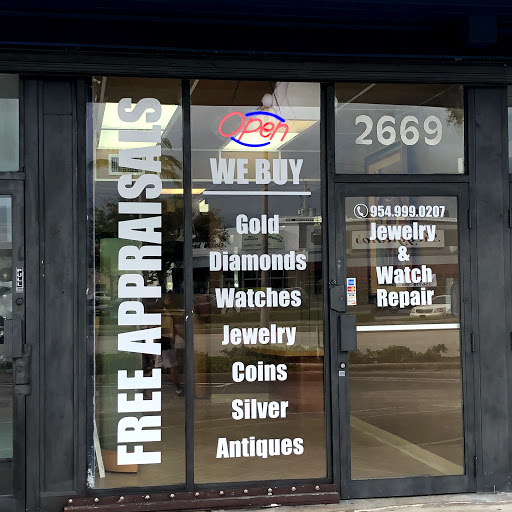 FREE APPRAISALS
Open
WE BUY
Gold
Diamonds
Watches
Jewelry
Coins
Silver
Antiques
2669
954.999.0207
Jewelry
&
Watch
Repair